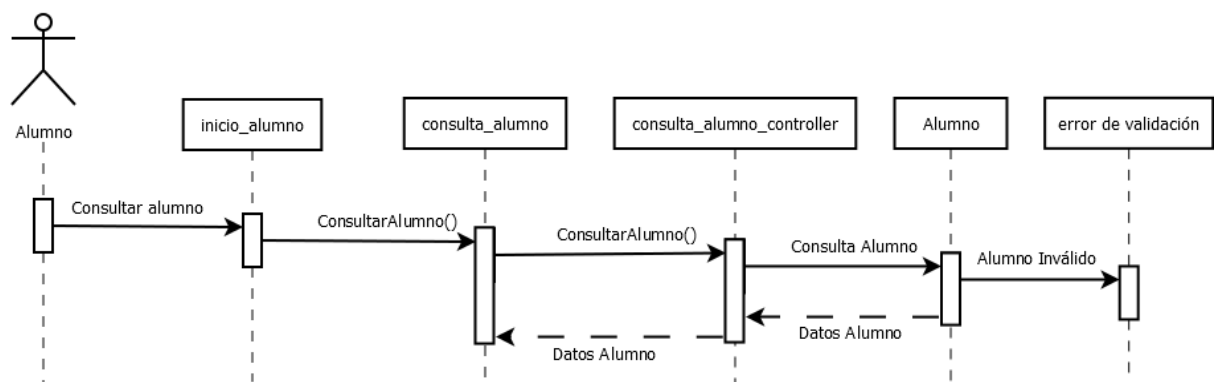 Alumno
inicio_alumno
consulta_alumno
consulta_alumno_controller
Alumno
error de validación
Consultar alumno
ConsultarAlumno()
ConsultarAlumno()
Consulta Alumno
Alumno Inválido
Datos Alumno
Datos Alumno